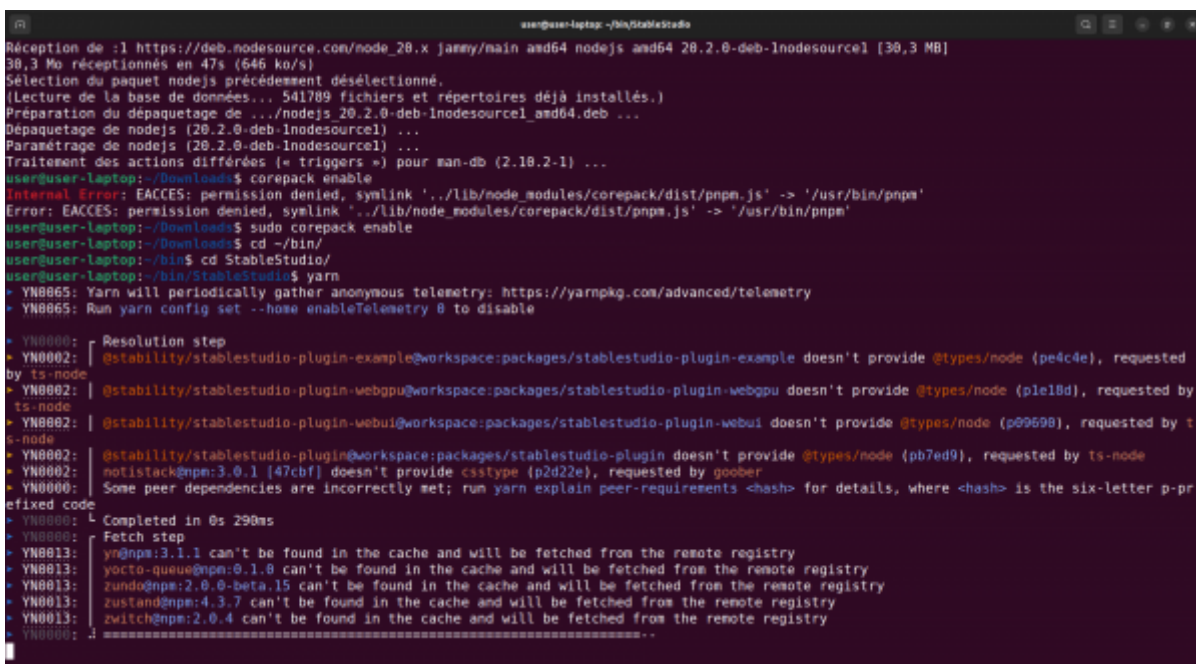 user@user-laptop: ~/bin/StableStudio
Réception de :1 https://deb.nodesource.com/node_20.x jammy/main amd64 nodejs amd64 20.2.0-deb-1nodesource1 [30,3 MB]
30,3 Mo réceptionnés en 47s (646 ko/s)
Sélection du paquet nodejs précédemment désélectionné.
(Lecture de la base de données... 541789 fichiers et répertoires déjà installés.)
Préparation du dépaquetage de .../nodejs_20.2.0-deb-1nodesource1_amd64.deb ...
Dépaquetage de nodejs (20.2.0-deb-1nodesource1) ...
Paramétrage de nodejs (20.2.0-deb-1nodesource1) ...
Traitement des actions différées (« triggers ») pour man-db (2.10.2-1) ...
user@user-laptop:~/Downloads$ corepack enable
Internal Error: EACCES: permission denied, symlink '../lib/node_modules/corepack/dist/pnpm.js' -> '/usr/bin/pnpm'
Error: EACCES: permission denied, symlink '../lib/node_modules/corepack/dist/pnpm.js' -> '/usr/bin/pnpm'
user@user-laptop:~/Downloads$ sudo corepack enable
user@user-laptop:~/Downloads$ cd ~/bin/
user@user-laptop:~/bin$ cd StableStudio/
user@user-laptop:~/bin/StableStudio$ yarn
➤ YN0065: Yarn will periodically gather anonymous telemetry: https://yarnpkg.com/advanced/telemetry
➤ YN0065: Run yarn config set --home enableTelemetry 0 to disable
➤ YN0000: ┌ Resolution step
➤ YN0002: │ @stability/stablestudio-plugin-example@workspace:packages/stablestudio-plugin-example doesn't provide @types/node (pe4c4e), requested
by ts-node
➤ YN0002: │ @stability/stablestudio-plugin-webgpu@workspace:packages/stablestudio-plugin-webgpu doesn't provide @types/node (p1e18d), requested by
ts-node
➤ YN0002: │ @stability/stablestudio-plugin-webui@workspace:packages/stablestudio-plugin-webui doesn't provide @types/node (p09690), requested by t
s-node
➤ YN0002: │ @stability/stablestudio-plugin@workspace:packages/stablestudio-plugin doesn't provide @types/node (pb7ed9), requested by ts-node
➤ YN0002: │ notistack@npm:3.0.1 [47cbf] doesn't provide csstype (p2d22e), requested by goober
➤ YN0000: │ Some peer dependencies are incorrectly met; run yarn explain peer-requirements <hash> for details, where <hash> is the six-letter p-pr
efixed code
➤ YN0000: └ Completed in 0s 290ms
➤ YN0000: ┌ Fetch step
➤ YN0013: │ yn@npm:3.1.1 can't be found in the cache and will be fetched from the remote registry
➤ YN0013: │ yocto-queue@npm:0.1.0 can't be found in the cache and will be fetched from the remote registry
➤ YN0013: │ zundo@npm:2.0.0-beta.15 can't be found in the cache and will be fetched from the remote registry
➤ YN0013: │ zustand@npm:4.3.7 can't be found in the cache and will be fetched from the remote registry
➤ YN0013: │ zwitch@npm:2.0.4 can't be found in the cache and will be fetched from the remote registry
➤ YN0000: ⠼ ===================================================================--